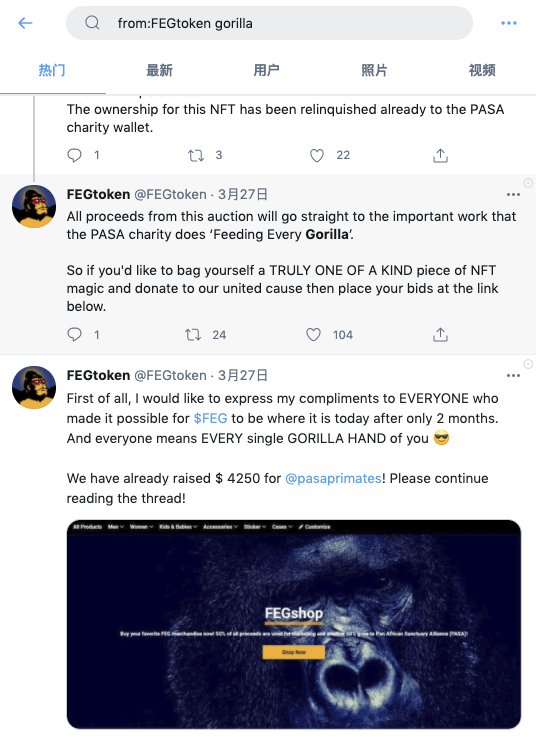 from:FEGtoken gorilla
热门 最新 用户 照片 视频
The ownership for this NFT has been relinquished already to the PASA
charity wallet.
1 3 22
FEGtoken @FEGtoken · 3月27日
All proceeds from this auction will go straight to the important work that
the PASA charity does ‘Feeding Every Gorilla’.
So if you'd like to bag yourself a TRULY ONE OF A KIND piece of NFT
magic and donate to our united cause then place your bids at the link
below.
1 24 104
FEGtoken @FEGtoken · 3月27日
First of all, I would like to express my compliments to EVERYONE who
made it possible for $FEG to be where it is today after only 2 months.
And everyone means EVERY single GORILLA HAND of you 😎
We have already raised $ 4250 for @pasaprimates! Please continue
reading the thread!
All Products Men Women Kids & Babies Accessories Sticker Cases Customize
FEGshop
Buy your favorite FEG merchandise now! 50% of all proceeds are used for marketing and another 50% goes to Pan African Sanctuary Alliance (PASA)!
Shop Now